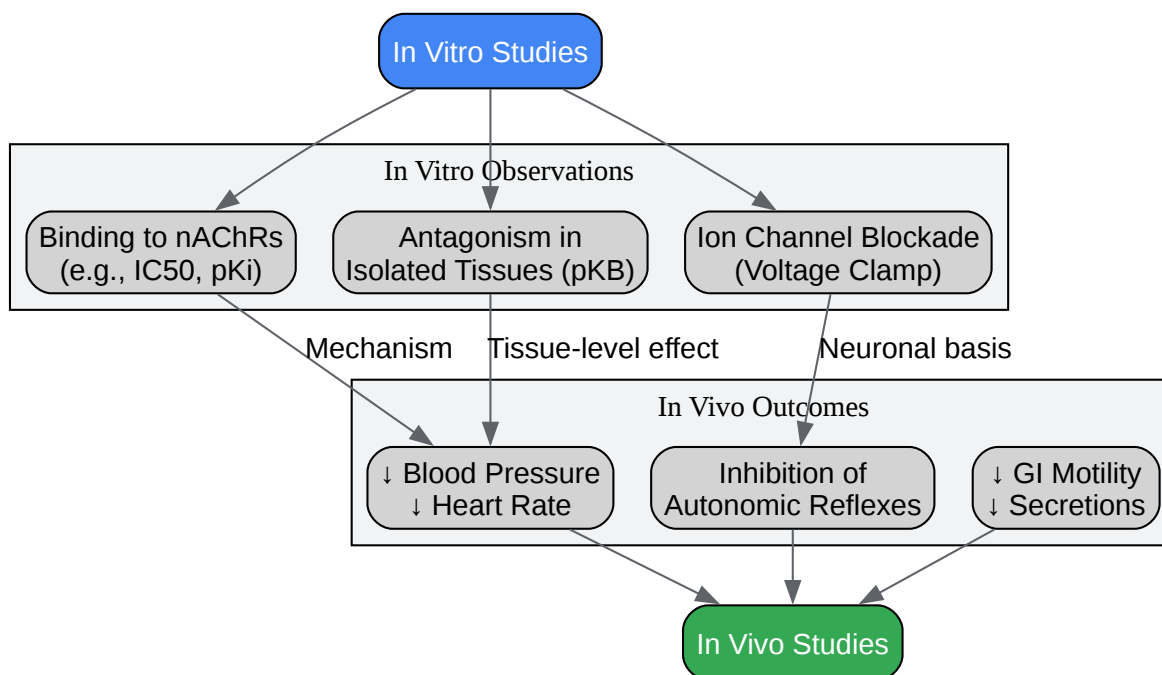 In Vitro Studies
In Vitro Observations
Binding to nAChRs
(e.g., IC50, pKi)
Antagonism in
Isolated Tissues (pKB)
Ion Channel Blockade
(Voltage Clamp)
Mechanism
Tissue-level effect
Neuronal basis
In Vivo Outcomes
↓ Blood Pressure
↓ Heart Rate
Inhibition of
Autonomic Reflexes
↓ GI Motility
↓ Secretions
In Vivo Studies